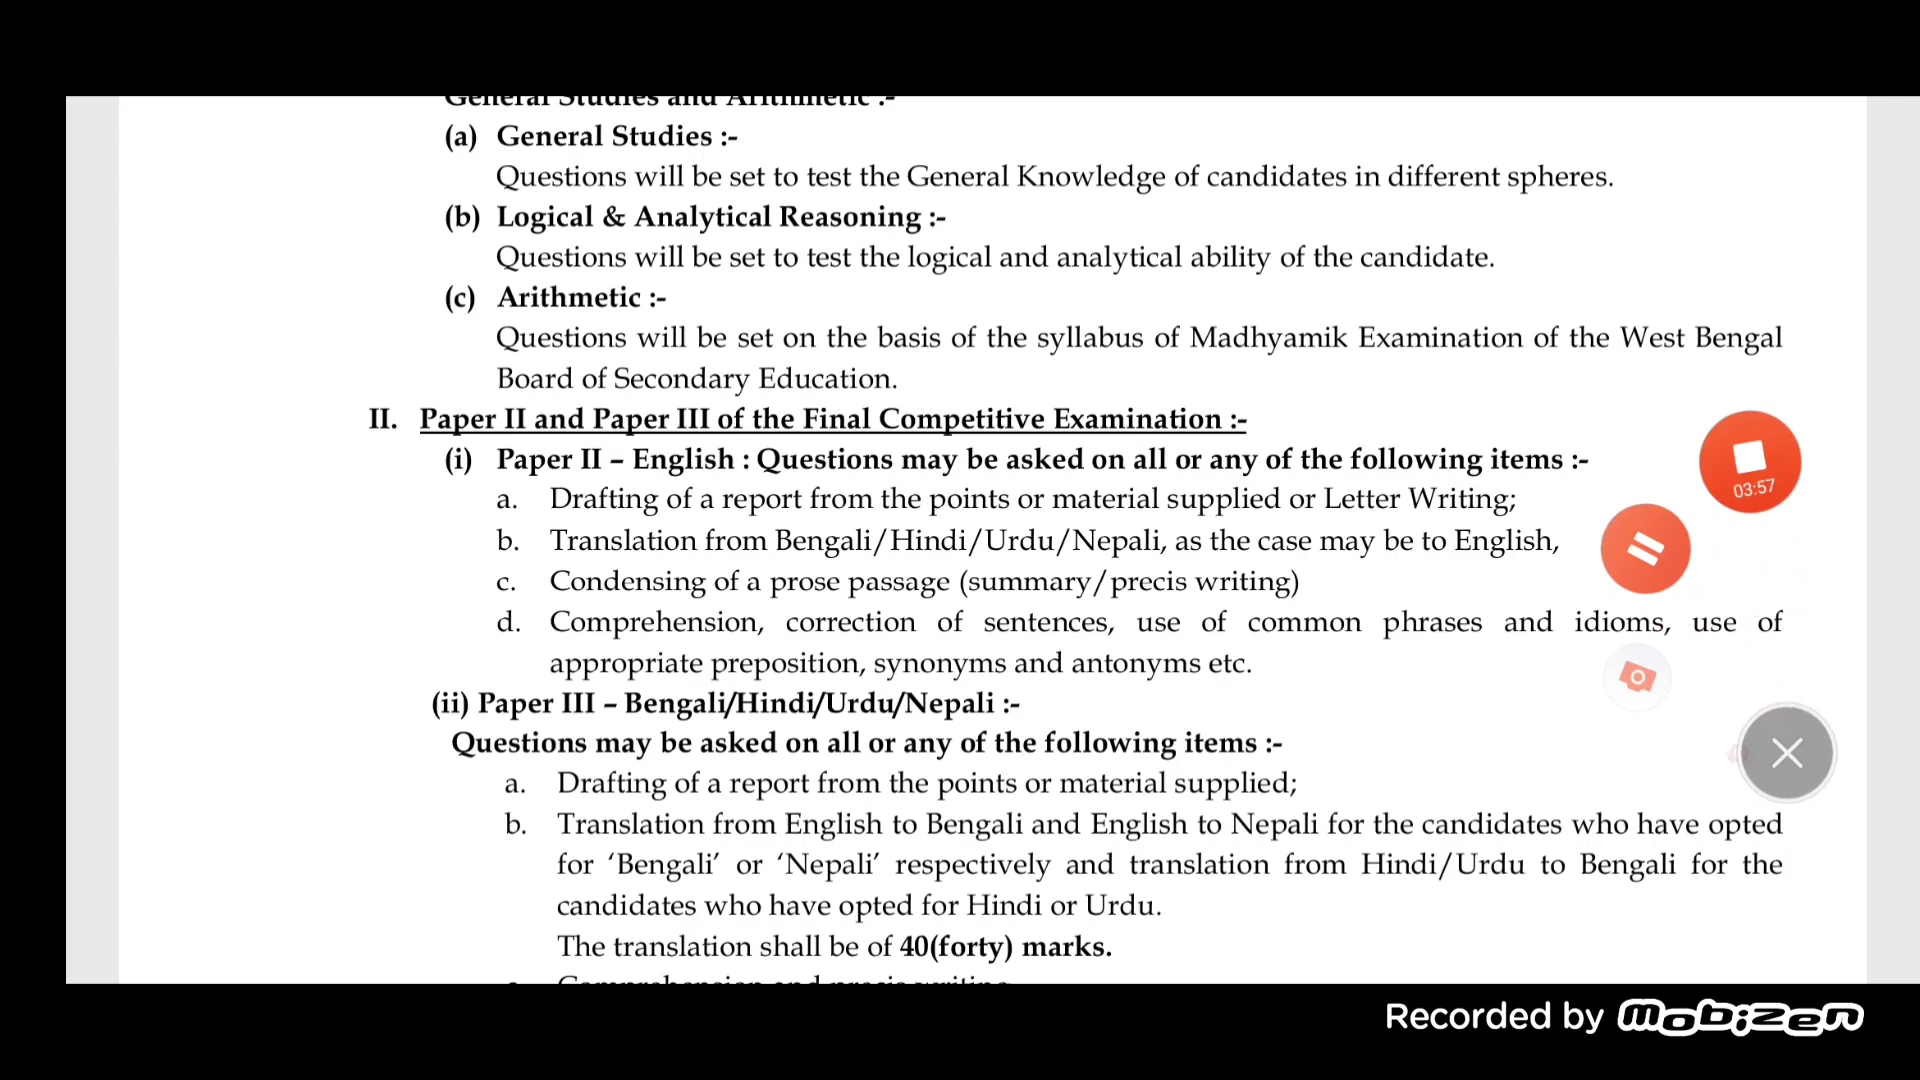 General Studies and Arithmetic :-
(a) General Studies :-
Questions will be set to test the General Knowledge of candidates in different spheres.
(b) Logical & Analytical Reasoning :-
Questions will be set to test the logical and analytical ability of the candidate.
(c) Arithmetic :-
Questions will be set on the basis of the syllabus of Madhyamik Examination of the West Bengal
Board of Secondary Education.
II. Paper II and Paper III of the Final Competitive Examination :-
(i) Paper II – English : Questions may be asked on all or any of the following items :-
a. Drafting of a report from the points or material supplied or Letter Writing;
03:57
b. Translation from Bengali/Hindi/Urdu/Nepali, as the case may be to English,
c. Condensing of a prose passage (summary/precis writing)
d. Comprehension, correction of sentences, use of common phrases and idioms, use of
appropriate preposition, synonyms and antonyms etc.
(ii) Paper III – Bengali/Hindi/Urdu/Nepali :-
Questions may be asked on all or any of the following items :-
a. Drafting of a report from the points or material supplied;
b. Translation from English to Bengali and English to Nepali for the candidates who have opted
for ‘Bengali’ or ‘Nepali’ respectively and translation from Hindi/Urdu to Bengali for the
candidates who have opted for Hindi or Urdu.
The translation shall be of 40(forty) marks.
Comprehension and precis writing
Recorded by mobizen